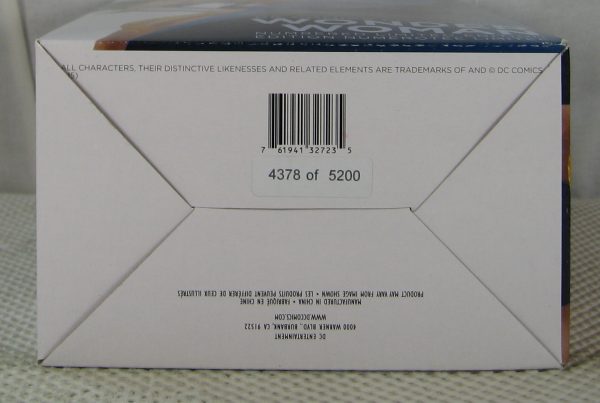 WONDER
WOMAN
ALL CHARACTERS, THEIR DISTINCTIVE LIKENESSES AND RELATED ELEMENTS ARE TRADEMARKS OF AND © DC COMICS
7 61941 32723 5
4378 of 5200
DC ENTERTAINMENT
4000 WARNER BLVD., BURBANK, CA 91522
WWW.DCCOMICS.COM
MANUFACTURED IN CHINA • FABRIQUÉ EN CHINE
PRODUCT MAY VARY FROM IMAGE SHOWN • LES PRODUITS PEUVENT DIFFÉRER DE CEUX ILLUSTRÉS